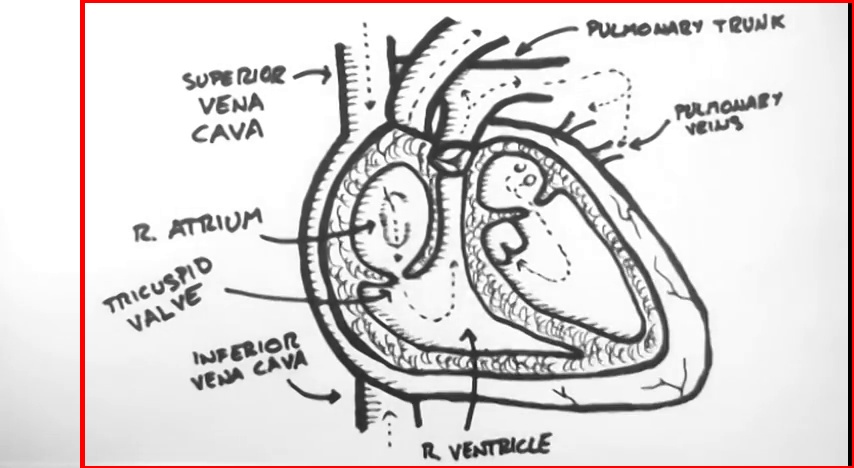 PULMONARY TRUNK
SUPERIOR
VENA
CAVA
PULMONARY
VEINS
R. ATRIUM
TRICUSPID
VALVE
INFERIOR
VENA CAVA
R. VENTRICLE